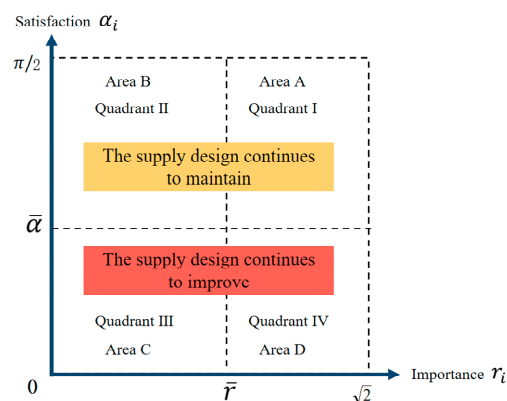 Satisfaction αᵢ
π/2
Area B
Area A
Quadrant II
Quadrant I
The supply design continues
to maintain
ᾱ
The supply design continues
to improve
Quadrant III
Quadrant IV
Area C
Area D
Importance rᵢ
0
r̄
√2